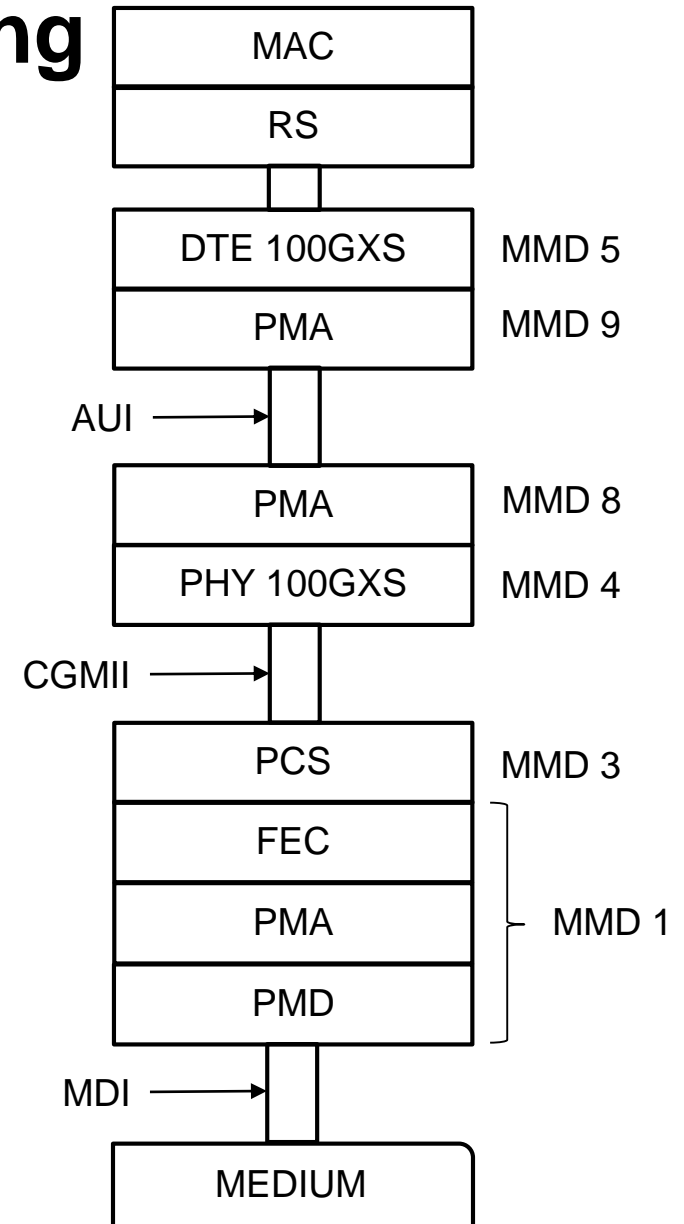 ng
MAC
RS
DTE 100GXS MMD 5
PMA MMD 9
AUI
PMA MMD 8
PHY 100GXS MMD 4
CGMII
PCS MMD 3
FEC
PMA MMD 1
PMD
MDI
MEDIUM